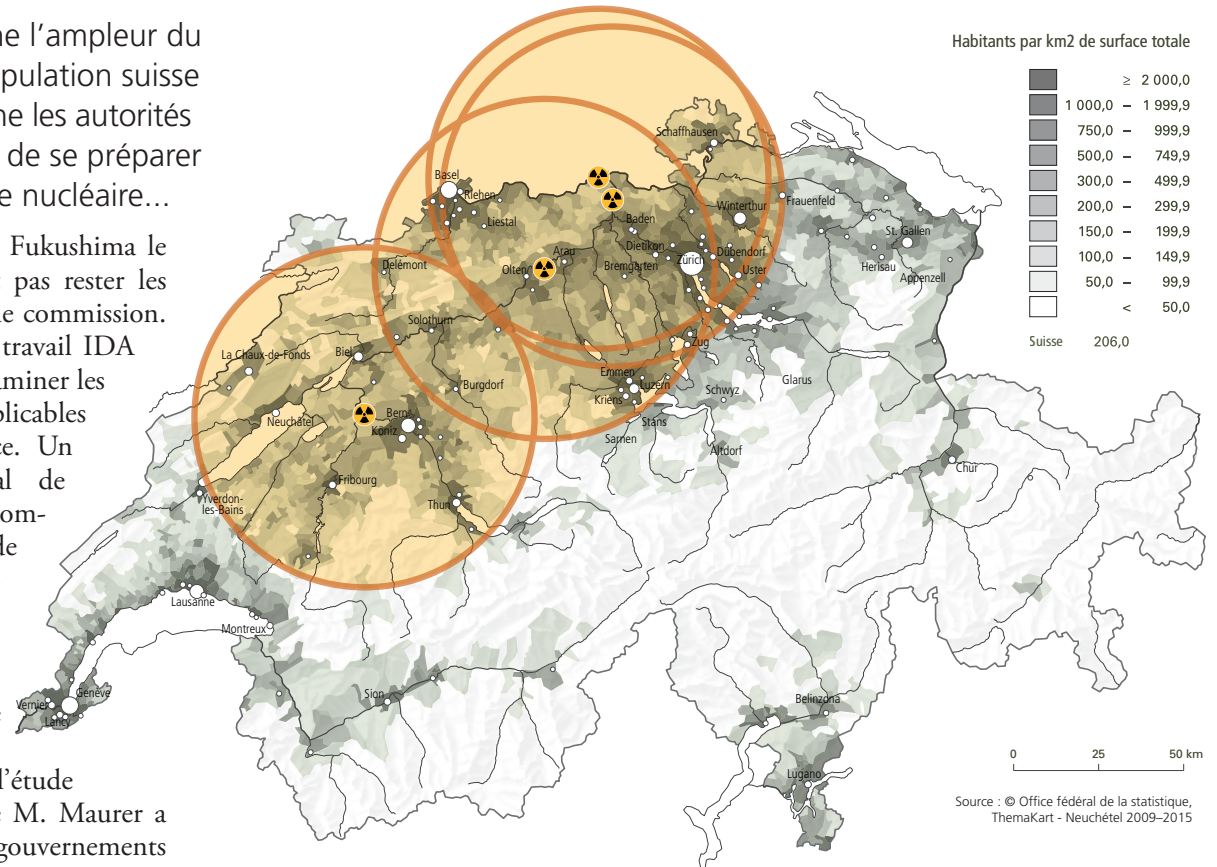 ne l'ampleur du
pulation suisse
ne les autorités
de se préparer
e nucléaire...
Fukushima le
pas rester les
ne commission.
travail IDA
aminer les
plicables
ce. Un
al de
om-
de
l'étude
e M. Maurer a
gouvernements
Habitants par km2 de surface totale
≥ 2 000,0
1 000,0 – 1 999,9
750,0 – 999,9
500,0 – 749,9
300,0 – 499,9
200,0 – 299,9
150,0 – 199,9
100,0 – 149,9
50,0 – 99,9
< 50,0
Suisse 206,0
Schaffhausen
Basel
Riehen
Liestal
Baden
Winterthur
Frauenfeld
St. Gallen
Herisau
Appenzell
Dietikon
Dübendorf
Zürich
Uster
Bremgarten
Arau
Olten
Delémont
Solothurn
Zug
La Chaux-de-Fonds
Biel
Burgdorf
Emmen
Luzern
Kriens
Schwyz
Glarus
Stans
Sarnen
Altdorf
Neuchâtel
Bern
Köniz
Chur
Fribourg
Yverdon-
les-Bains
Thun
Lausanne
Montreux
Sion
Genève
Vernier
Lancy
Belinzona
Lugano
0 25 50 km
Source : © Office fédéral de la statistique,
ThemaKart - Neuchétel 2009–2015